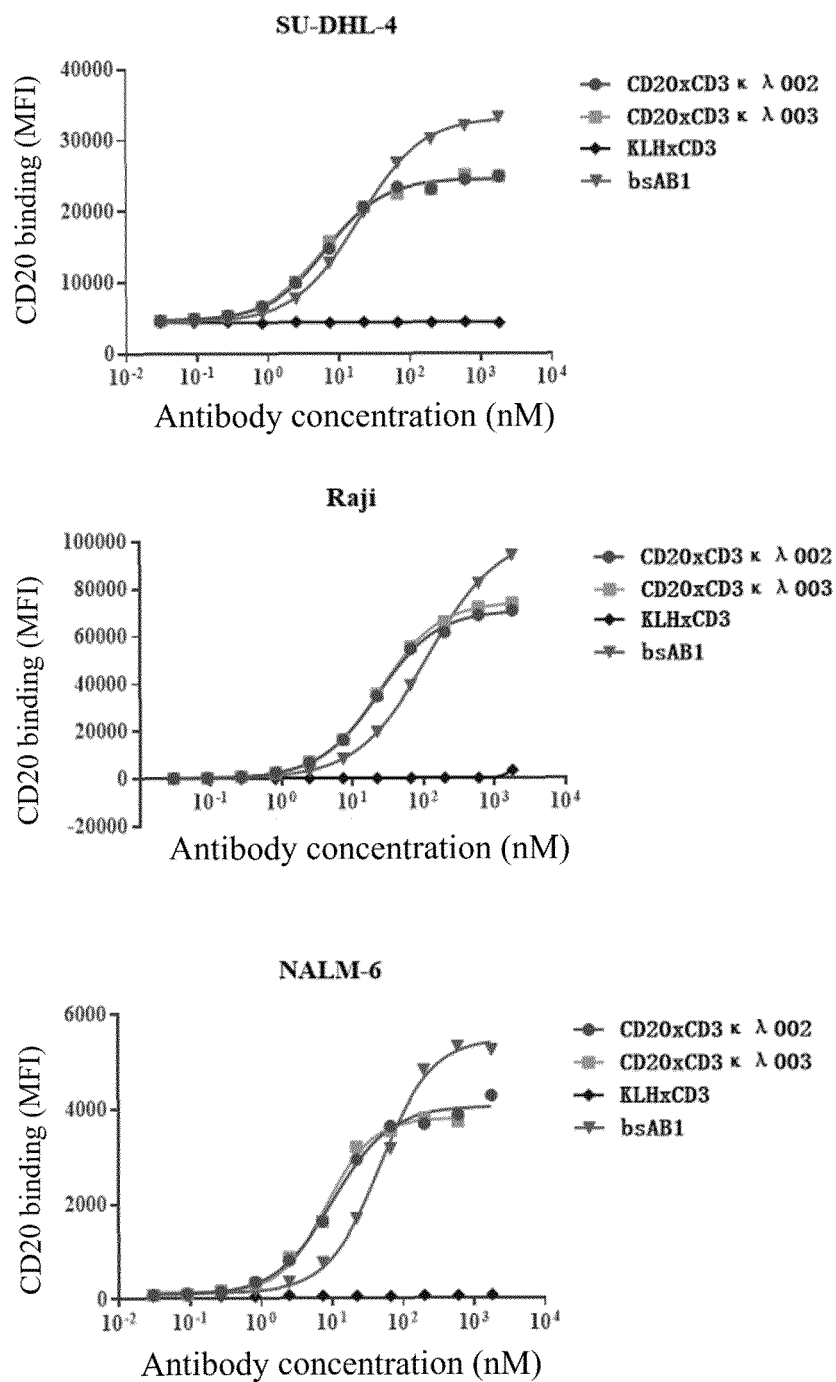 SU-DHL-4
CD20 binding (MFI)
40000
30000
20000
10000
0
10-2
10-1
100
101
102
103
104
Antibody concentration (nM)
CD20xCD3 κ λ 002
CD20xCD3 κ λ 003
KLHxCD3
bsAB1
Raji
CD20 binding (MFI)
100000
80000
60000
40000
20000
0
-20000
10-1
100
101
102
103
104
Antibody concentration (nM)
CD20xCD3 κ λ 002
CD20xCD3 κ λ 003
KLHxCD3
bsAB1
NALM-6
CD20 binding (MFI)
6000
4000
2000
0
10-2
10-1
100
101
102
103
104
Antibody concentration (nM)
CD20xCD3 κ λ 002
CD20xCD3 κ λ 003
KLHxCD3
bsAB1